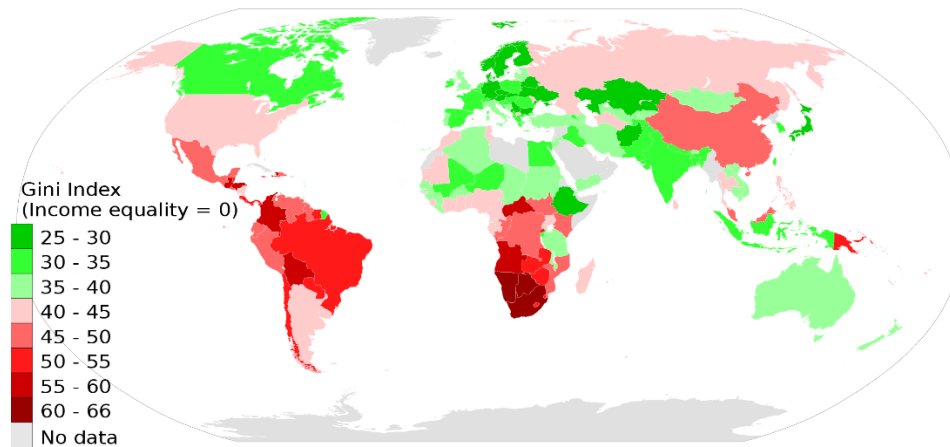 Gini Index
(Income equality = 0)
25 - 30
30 - 35
35 - 40
40 - 45
45 - 50
50 - 55
55 - 60
60 - 66
No data